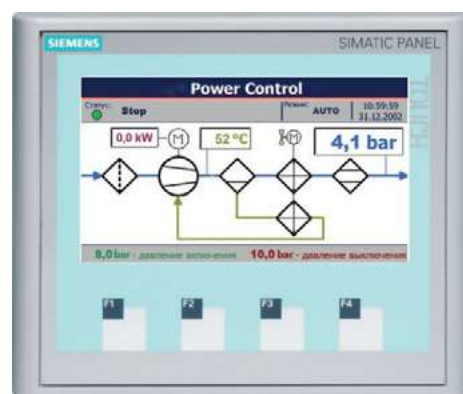 SIEMENS
SIMATIC PANEL
TOUCH
Power Control
Статус:
Stop
Режим:
AUTO
10:59:59
31.12.2002
0,0 kW
M
52 °C
M
4,1 bar
8,0 bar - давление включения
10,0 bar - давление выключения
F1
F2
F3
F4